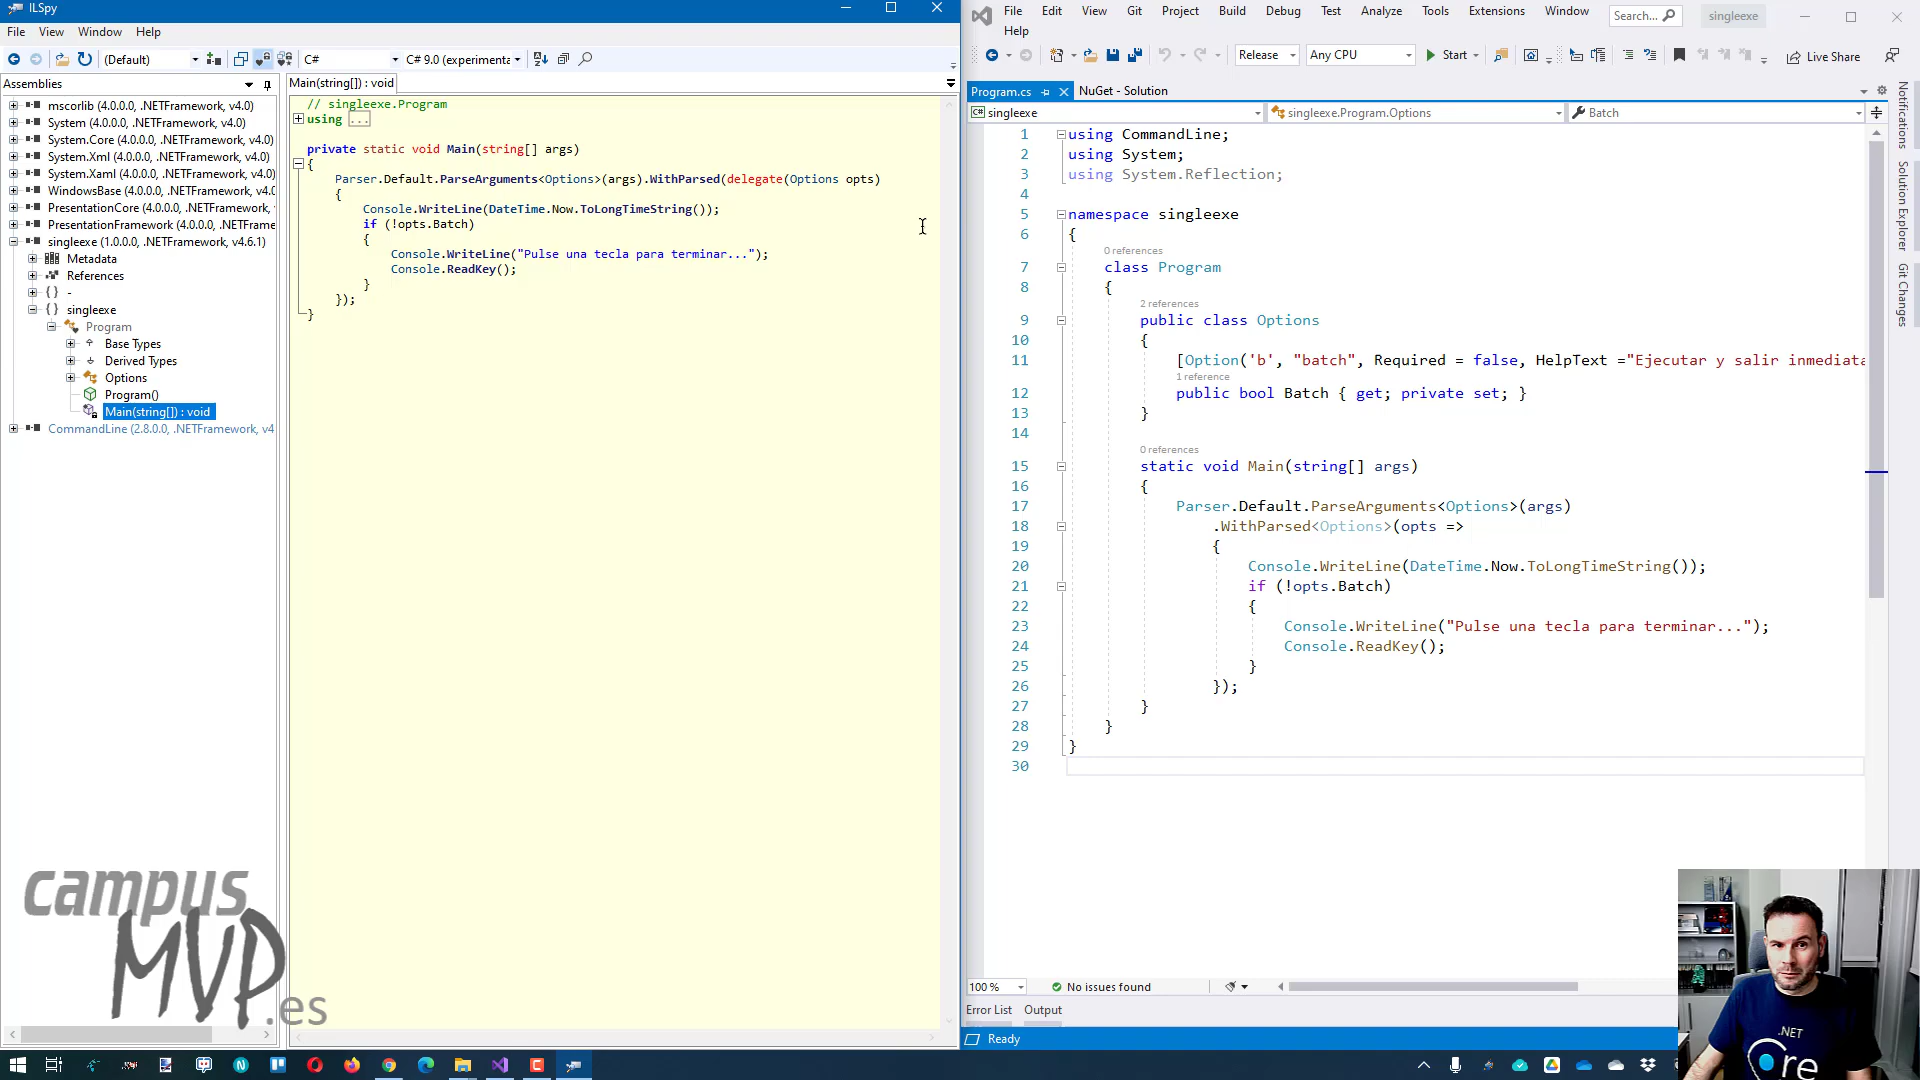 ILSpy
File View Window Help
(Default) C# C# 9.0 (experimenta
Assemblies
mscorlib (4.0.0.0, .NETFramework, v4.0)
System (4.0.0.0, .NETFramework, v4.0)
System.Core (4.0.0.0, .NETFramework, v4.0)
System.Xml (4.0.0.0, .NETFramework, v4.0)
System.Xaml (4.0.0.0, .NETFramework, v4.0)
WindowsBase (4.0.0.0, .NETFramework, v4.0
PresentationCore (4.0.0.0, .NETFramework, v4.0
PresentationFramework (4.0.0.0, .NETFrame
singleexe (1.0.0.0, .NETFramework, v4.6.1)
Metadata
References
{ } -
{ } singleexe
Program
Base Types
Derived Types
Options
Program()
Main(string[]) : void
CommandLine (2.8.0.0, .NETFramework, v4
Main(string[]) : void
// singleexe.Program
using ...
private static void Main(string[] args)
{
Parser.Default.ParseArguments<Options>(args).WithParsed(delegate(Options opts)
{
Console.WriteLine(DateTime.Now.ToLongTimeString());
if (!opts.Batch)
{
Console.WriteLine("Pulse una tecla para terminar...");
Console.ReadKey();
}
});
}
File Edit View Git Project Build Debug Test Analyze Tools Extensions Window Search... singleexe
Help
Release Any CPU Start Live Share
Program.cs NuGet - Solution
C# singleexe singleexe.Program.Options Batch
1 using CommandLine;
2 using System;
3 using System.Reflection;
4
5 namespace singleexe
6 {
0 references
7 class Program
8 {
2 references
9 public class Options
10 {
11 [Option('b', "batch", Required = false, HelpText ="Ejecutar y salir inmediata
1 reference
12 public bool Batch { get; private set; }
13 }
14
0 references
15 static void Main(string[] args)
16 {
17 Parser.Default.ParseArguments<Options>(args)
18 .WithParsed<Options>(opts =>
19 {
20 Console.WriteLine(DateTime.Now.ToLongTimeString());
21 if (!opts.Batch)
22 {
23 Console.WriteLine("Pulse una tecla para terminar...");
24 Console.ReadKey();
25 }
26 });
27 }
28 }
29 }
30
Notifications
Solution Explorer
Git Changes
100 % No issues found
Error List Output
Ready
campus
MVP.es
.NET
Core